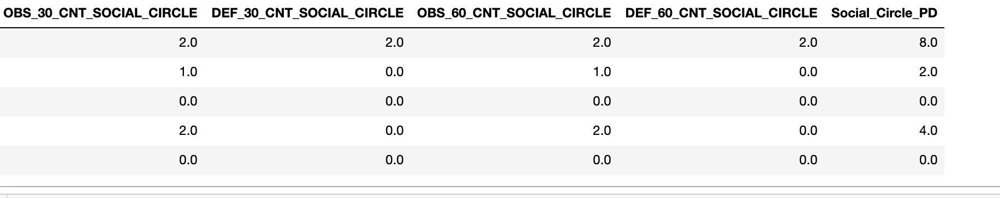 OBS_30_CNT_SOCIAL_CIRCLE DEF_30_CNT_SOCIAL_CIRCLE OBS_60_CNT_SOCIAL_CIRCLE DEF_60_CNT_SOCIAL_CIRCLE Social_Circle_PD
2.0 2.0 2.0 2.0 8.0
1.0 0.0 1.0 0.0 2.0
0.0 0.0 0.0 0.0 0.0
2.0 0.0 2.0 0.0 4.0
0.0 0.0 0.0 0.0 0.0